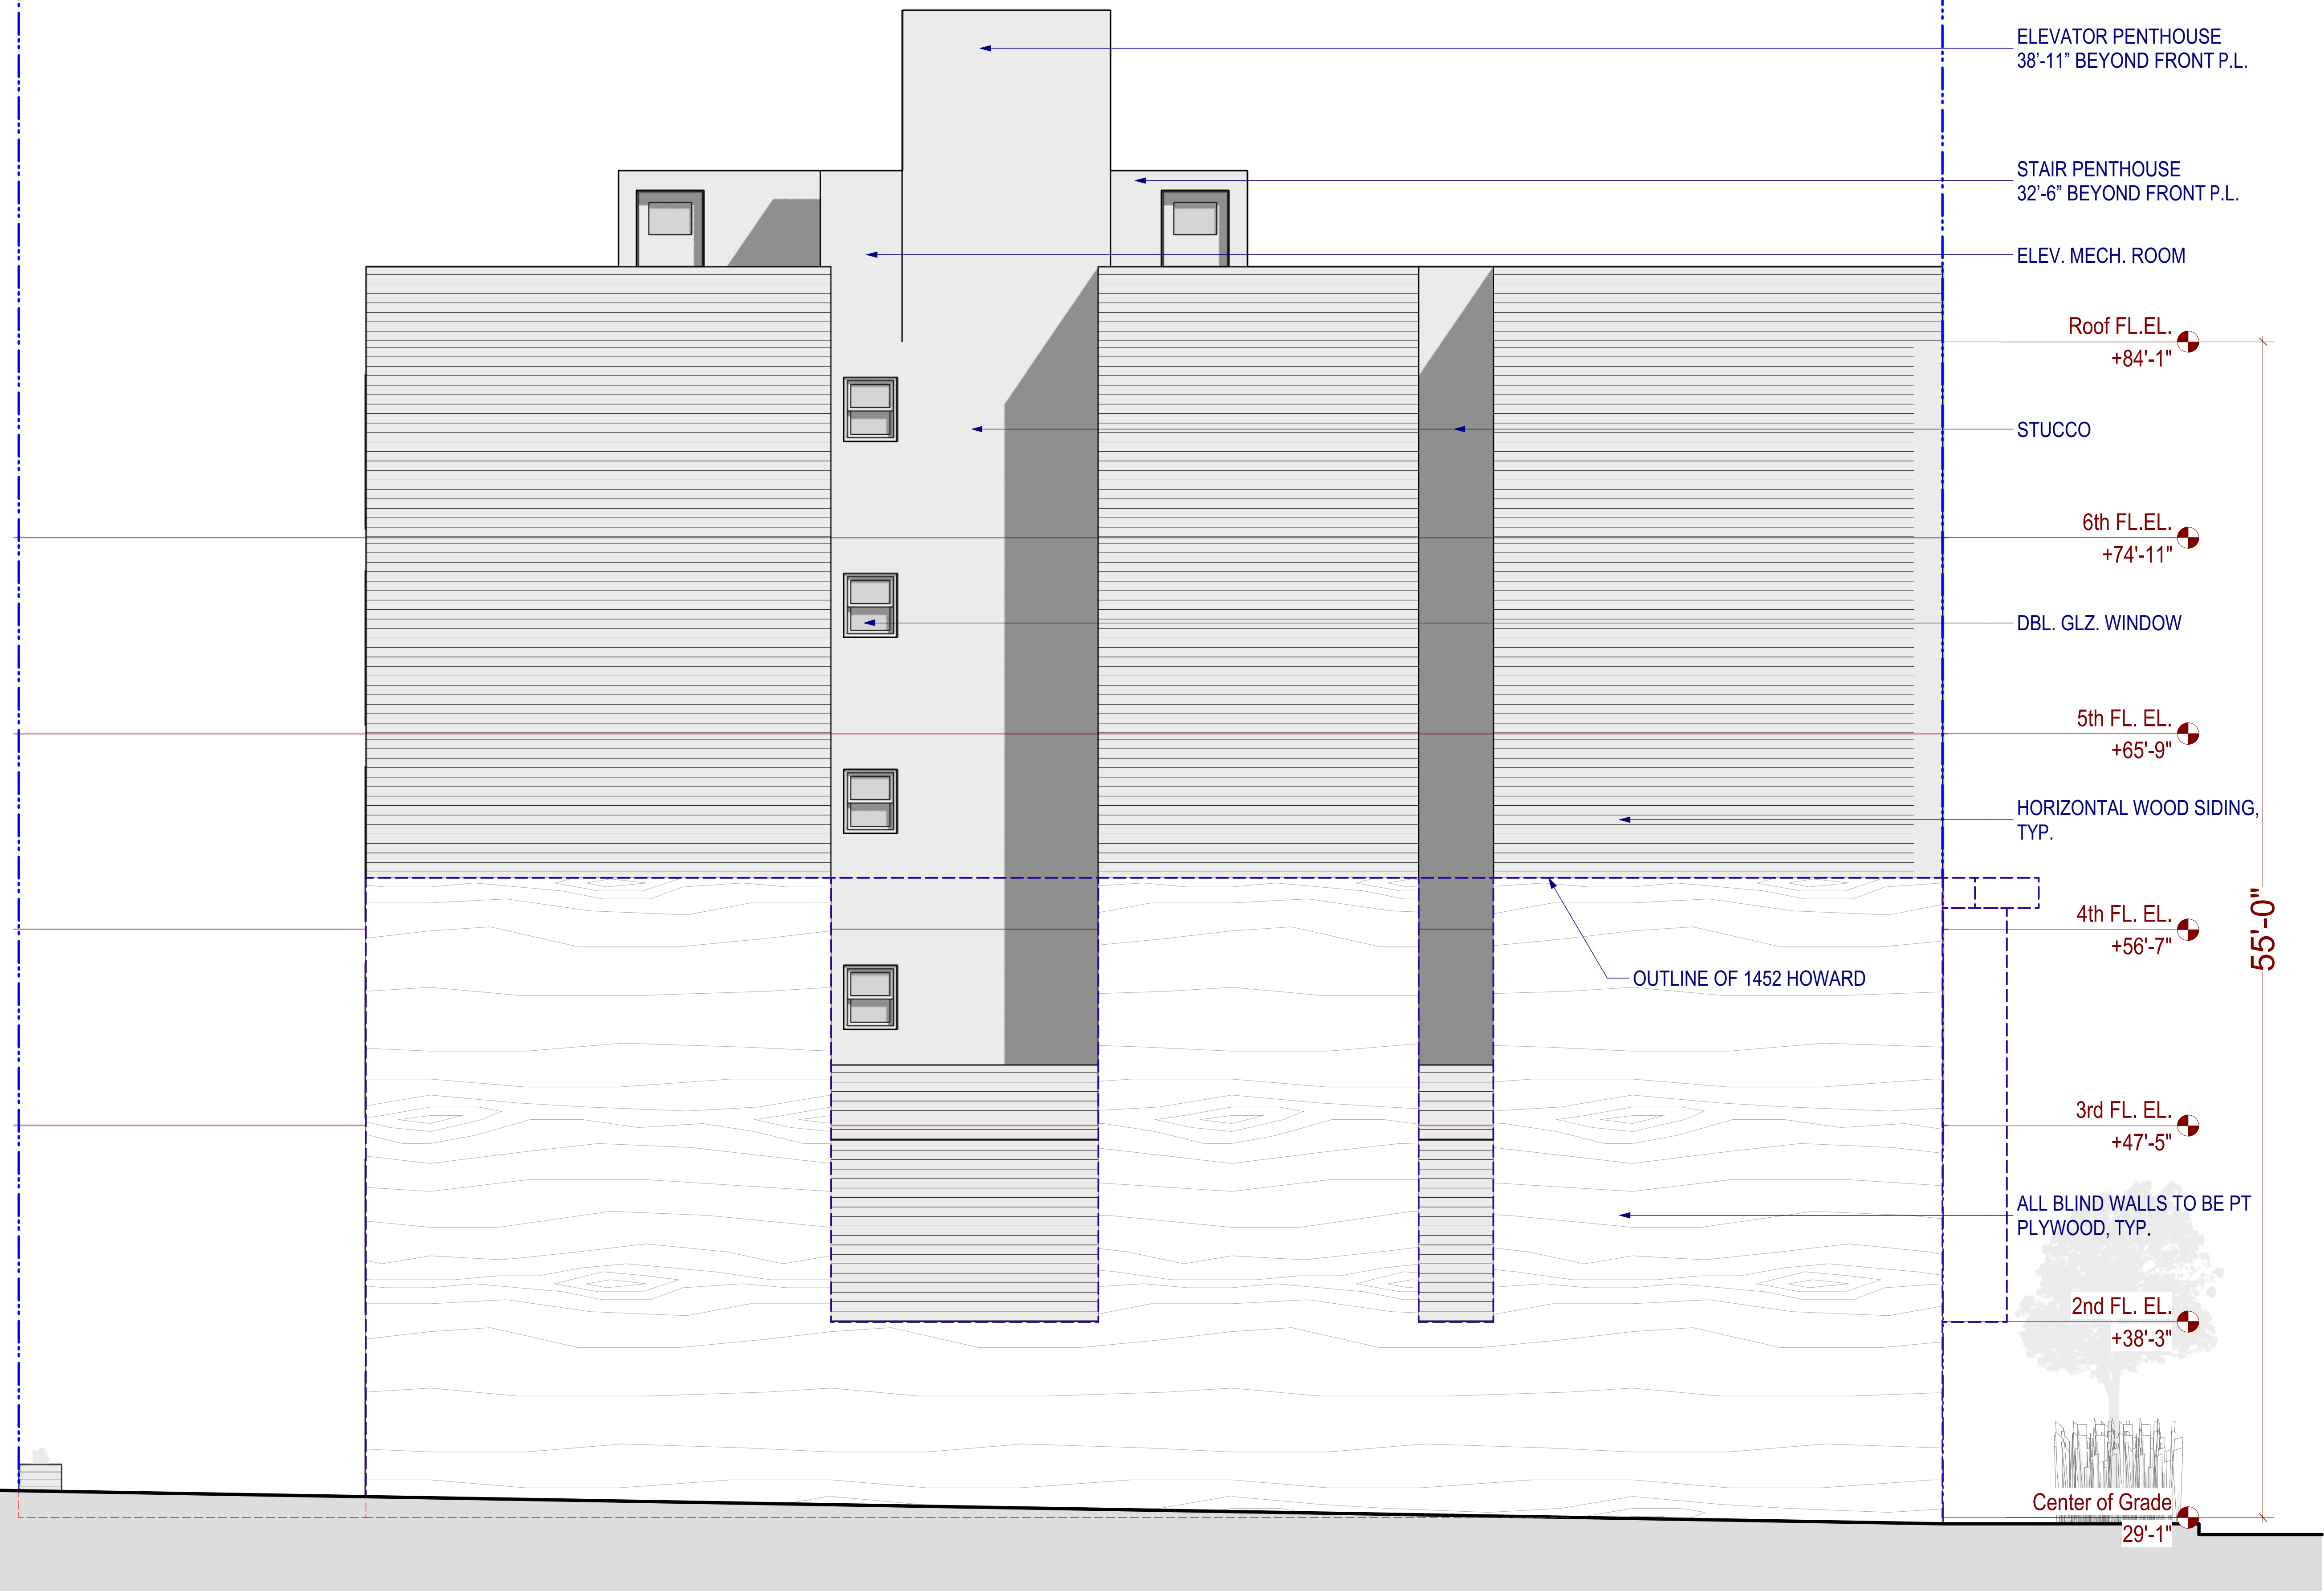 ELEVATOR PENTHOUSE
38'-11” BEYOND FRONT P.L.
STAIR PENTHOUSE
32'-6” BEYOND FRONT P.L.
ELEV. MECH. ROOM
Roof FL.EL.
+84'-1"
STUCCO
6th FL.EL.
+74'-11"
DBL. GLZ. WINDOW
5th FL. EL.
+65'-9"
HORIZONTAL WOOD SIDING,
TYP.
55'-0"
4th FL. EL.
+56'-7"
OUTLINE OF 1452 HOWARD
3rd FL. EL.
+47'-5"
ALL BLIND WALLS TO BE PT
PLYWOOD, TYP.
2nd FL. EL.
+38'-3"
Center of Grade
29'-1"